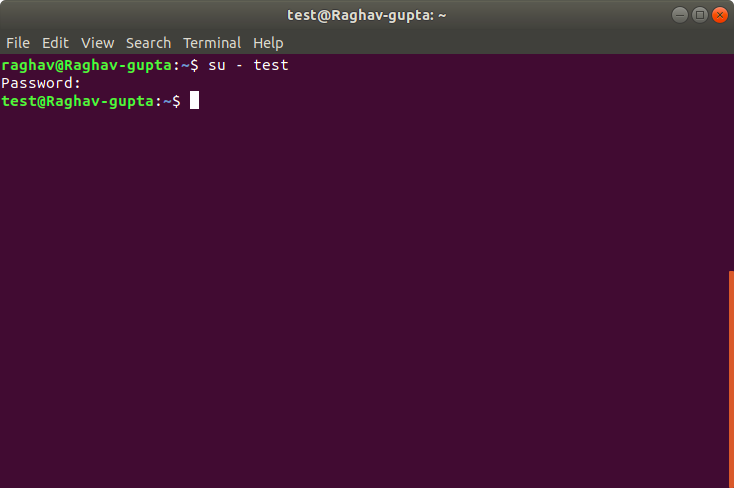 test@Raghav-gupta: ~
File Edit View Search Terminal Help
raghav@Raghav-gupta:~$ su - test
Password:
test@Raghav-gupta:~$